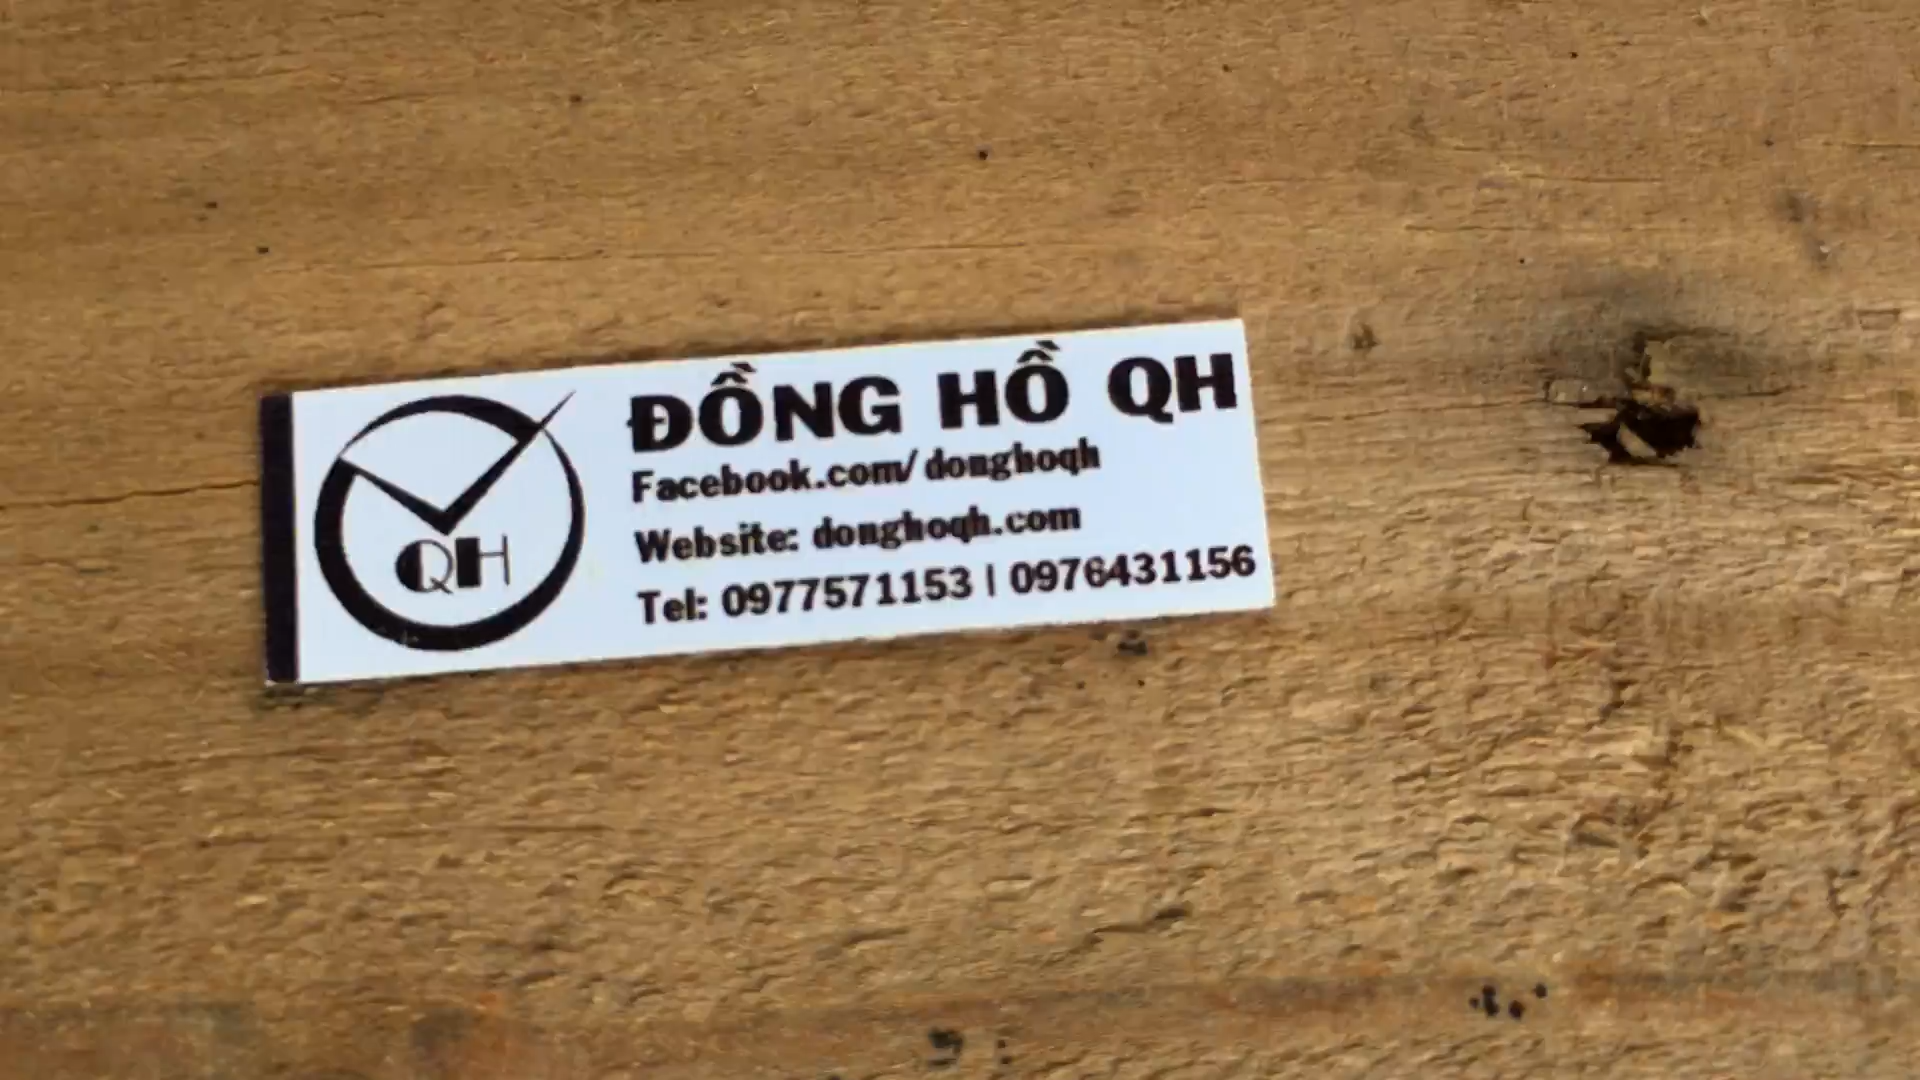 QH
ĐỒNG HỒ QH
Facebook.com/donghoqh
Website: donghoqh.com
Tel: 0977571153 | 0976431156